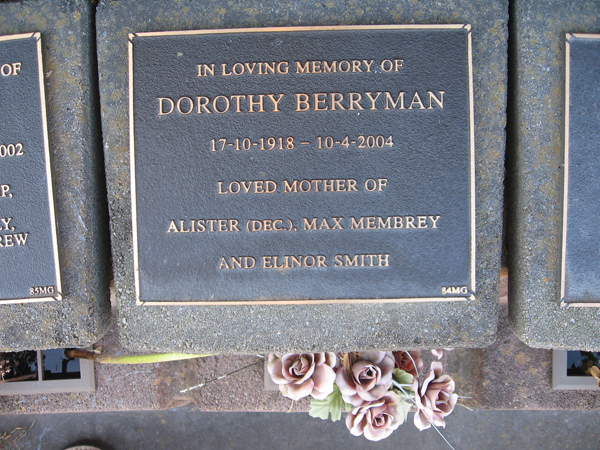 OF
002
P,
Y,
REW
85MG
IN LOVING MEMORY OF
DOROTHY BERRYMAN
17-10-1918 – 10-4-2004
LOVED MOTHER OF
ALISTER (DEC.), MAX MEMBREY
AND ELINOR SMITH
84MG